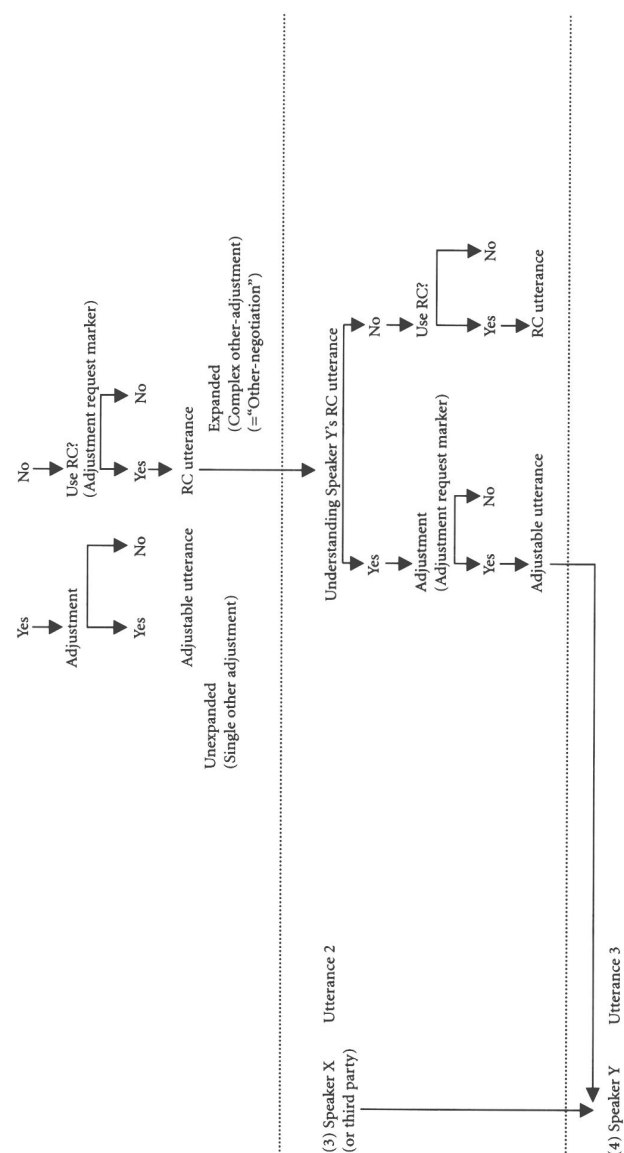 Yes No
Adjustment Use RC?
(Adjustment request marker)
Yes No Yes No
Adjustable utterance RC utterance
Unexpanded
(Single other adjustment)
Expanded
(Complex other-adjustment)
(="Other-negotiation")
(3) Speaker X Utterance 2 Understanding Speaker Y's RC utterance
(or third party)
Yes No
Adjustment Use RC?
(Adjustment request marker)
Yes No Yes No
Adjustable utterance RC utterance
(4) Speaker Y Utterance 3